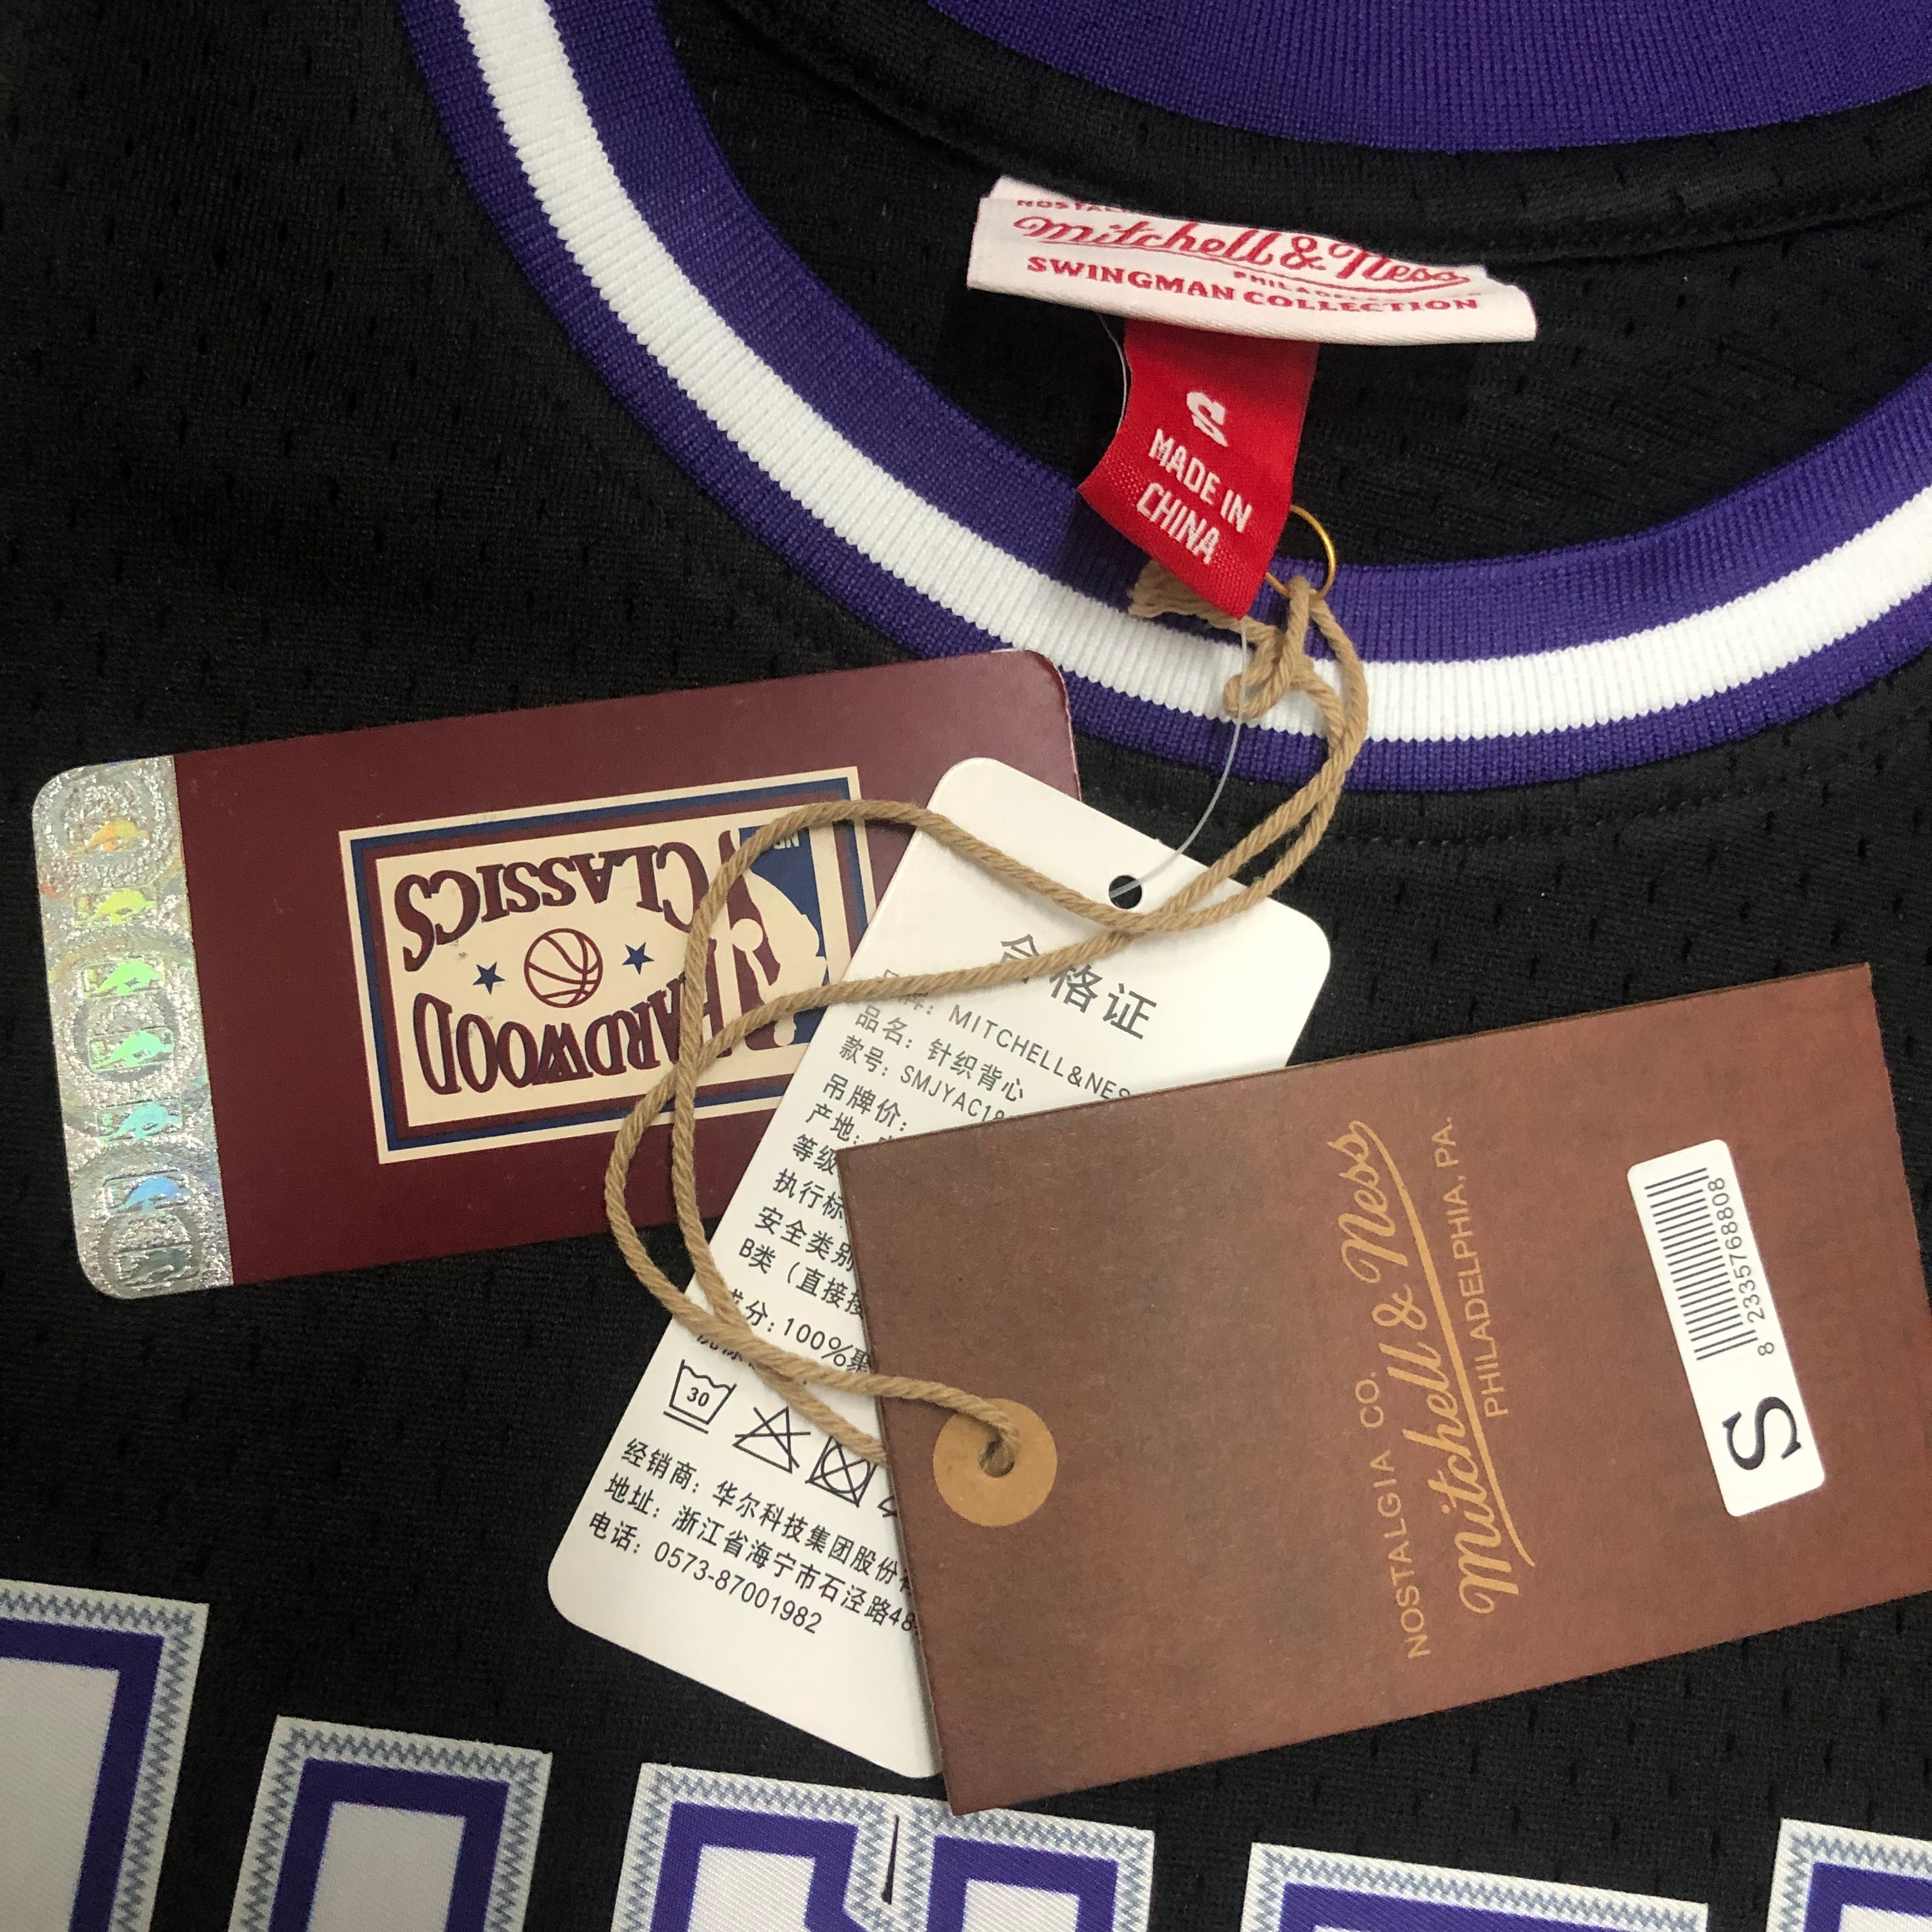 Mitchell & Ness
SWINGMAN COLLECTION
S
MADE IN
CHINA
HARDWOOD
CLASSICS
合格证
MITCHELL&NES
品名：针织背心
款号：SMJYAC18
吊牌价：
产地：
等级
执行标
安全类别
B类（直接接
成分：100%聚
30
经销商：华尔科技集团股份
地址：浙江省海宁市石泾路48
电话：0573-87001982
NOSTALGIA CO.
Mitchell & Ness
PHILADELPHIA, PA.
8 23357 68808
S